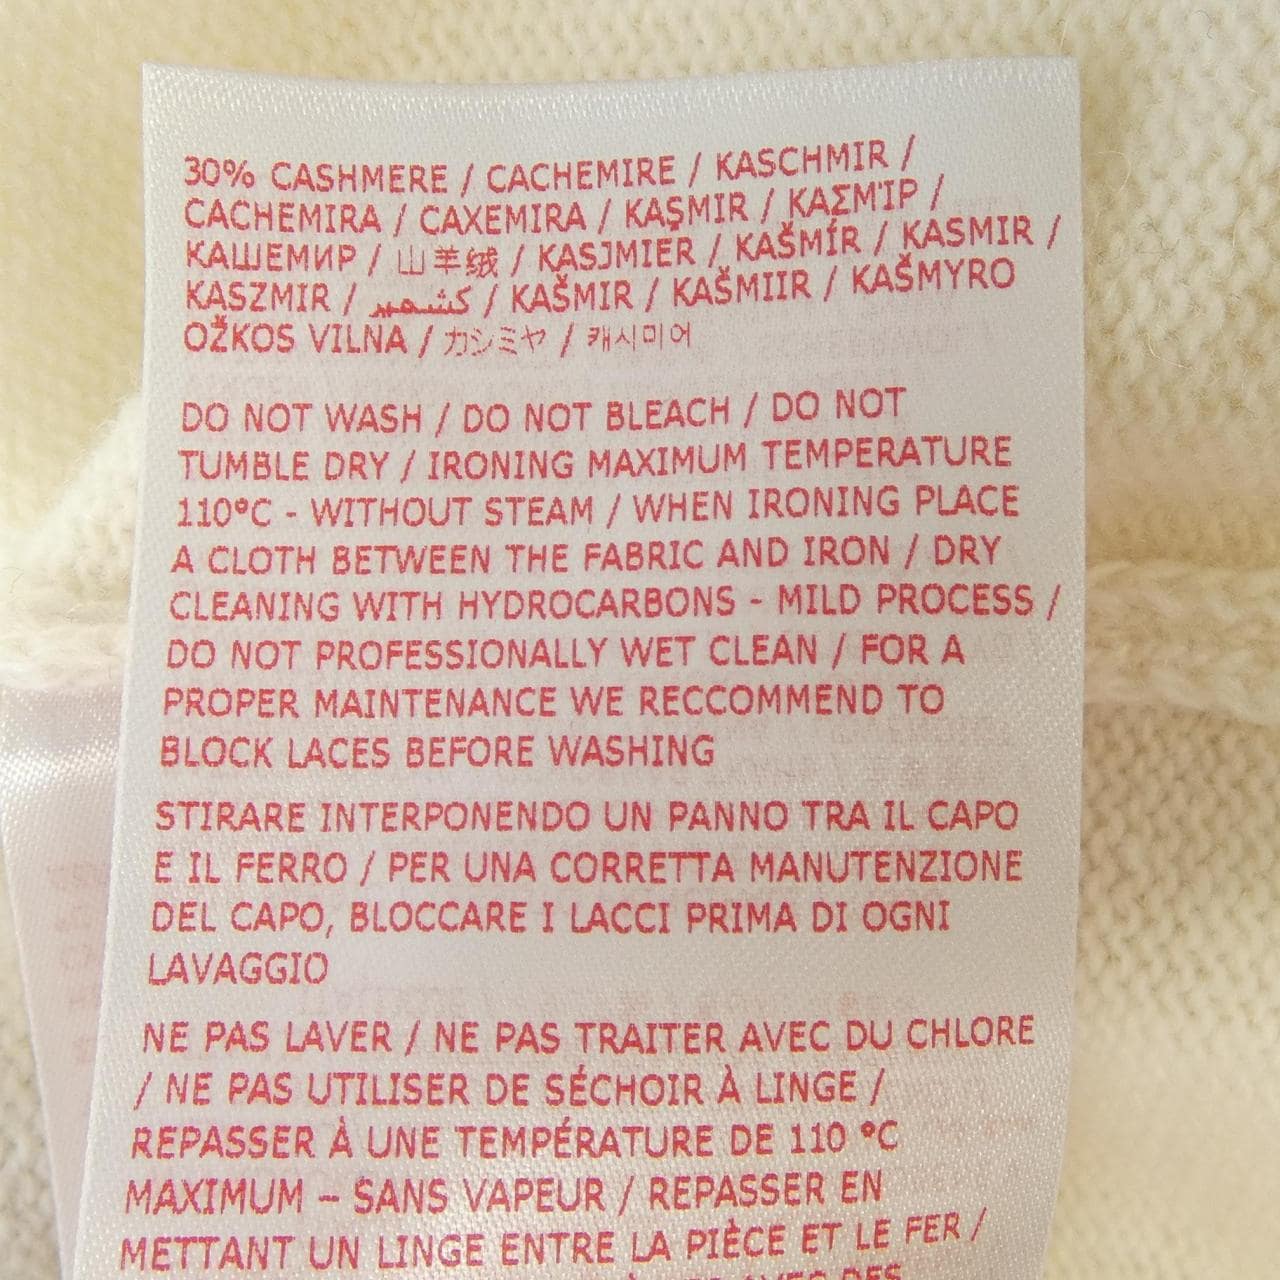 30% CASHMERE / CACHEMIRE / KASCHMIR /
CACHEMIRA / CAXEMIRA / KAŞMIR / ΚΑΣΜΊΡ /
КАШЕМИР / 山羊绒 / KASJMIER / KAŠMÍR / KASMIR /
KASZMIR / كشمير / KAŠMIR / KAŠMIIR / KAŠMYRO
OŽKOS VILNA / カシミヤ / 캐시미어
DO NOT WASH / DO NOT BLEACH / DO NOT
TUMBLE DRY / IRONING MAXIMUM TEMPERATURE
110°C - WITHOUT STEAM / WHEN IRONING PLACE
A CLOTH BETWEEN THE FABRIC AND IRON / DRY
CLEANING WITH HYDROCARBONS - MILD PROCESS /
DO NOT PROFESSIONALLY WET CLEAN / FOR A
PROPER MAINTENANCE WE RECCOMMEND TO
BLOCK LACES BEFORE WASHING
STIRARE INTERPONENDO UN PANNO TRA IL CAPO
E IL FERRO / PER UNA CORRETTA MANUTENZIONE
DEL CAPO, BLOCCARE I LACCI PRIMA DI OGNI
LAVAGGIO
NE PAS LAVER / NE PAS TRAITER AVEC DU CHLORE
/ NE PAS UTILISER DE SÉCHOIR À LINGE /
REPASSER À UNE TEMPÉRATURE DE 110 °C
MAXIMUM – SANS VAPEUR / REPASSER EN
METTANT UN LINGE ENTRE LA PIÈCE ET LE FER /
AVEC DES